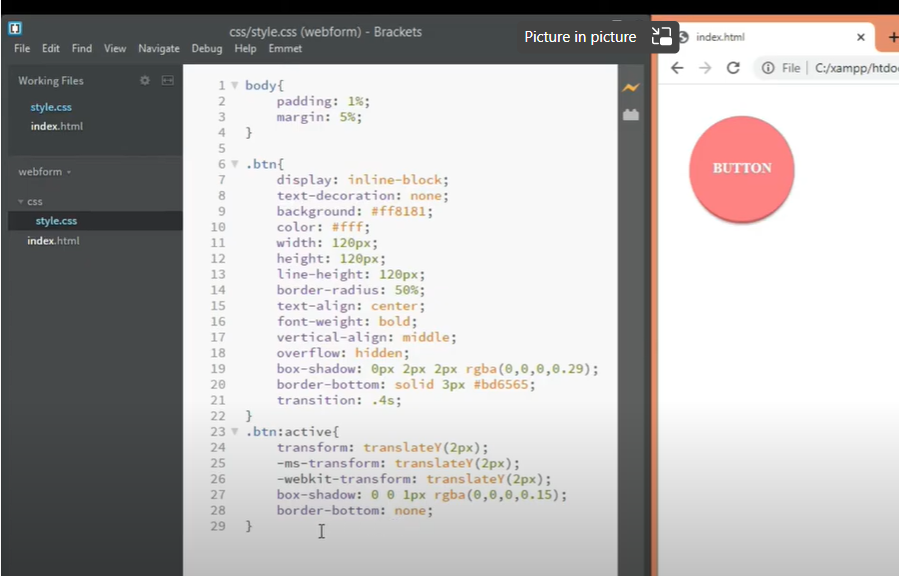 css/style.css (webform) - Brackets
File Edit Find View Navigate Debug Help Emmet
Picture in picture
index.html
Working Files
style.css
index.html
webform
css
style.css
index.html
1 body{
2 padding: 1%;
3 margin: 5%;
4 }
5
6 .btn{
7 display: inline-block;
8 text-decoration: none;
9 background: #ff8181;
10 color: #fff;
11 width: 120px;
12 height: 120px;
13 line-height: 120px;
14 border-radius: 50%;
15 text-align: center;
16 font-weight: bold;
17 vertical-align: middle;
18 overflow: hidden;
19 box-shadow: 0px 2px 2px rgba(0,0,0,0.29);
20 border-bottom: solid 3px #bd6565;
21 transition: .4s;
22 }
23 .btn:active{
24 transform: translateY(2px);
25 -ms-transform: translateY(2px);
26 -webkit-transform: translateY(2px);
27 box-shadow: 0 0 1px rgba(0,0,0,0.15);
28 border-bottom: none;
29 }
File C:/xampp/htdo
BUTTON